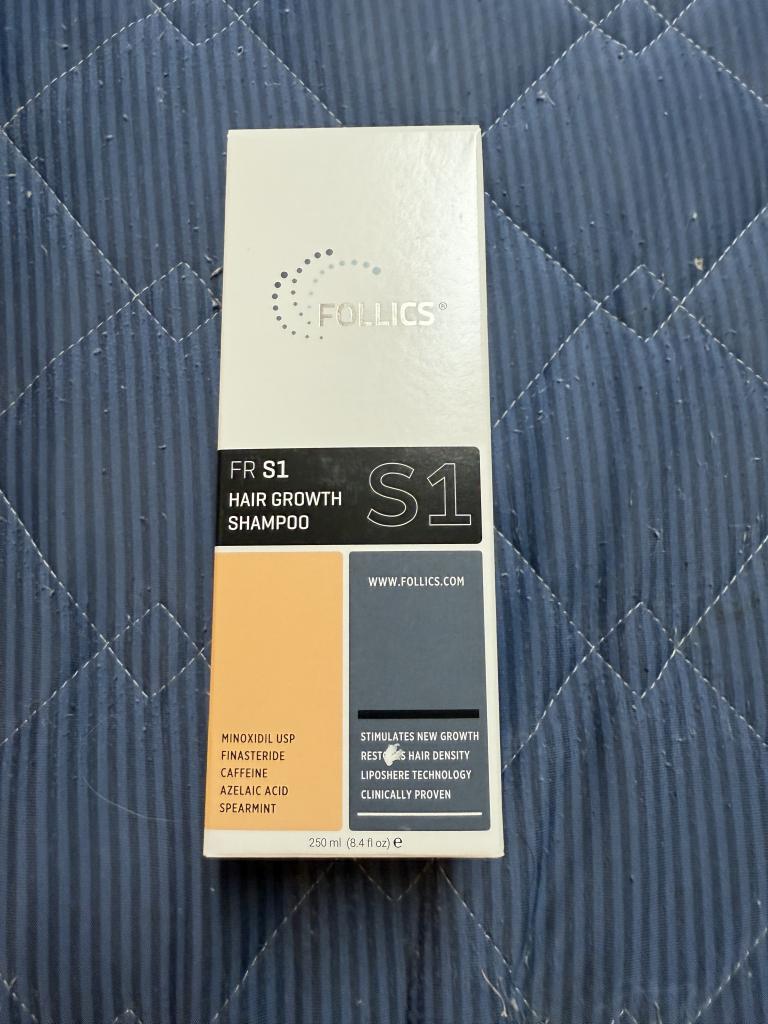 FOLLICS®
FR S1
HAIR GROWTH
SHAMPOO
S1
WWW.FOLLICS.COM
MINOXIDIL USP
FINASTERIDE
CAFFEINE
AZELAIC ACID
SPEARMINT
STIMULATES NEW GROWTH
HAIR DENSITY
LIPOSHERE TECHNOLOGY
CLINICALLY PROVEN
250 ml (8.4 fl oz) ℮